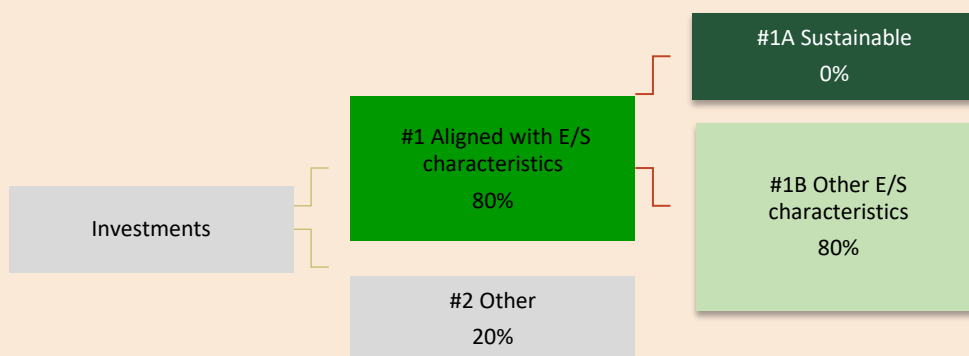 #1A Sustainable
0%
#1 Aligned with E/S
characteristics
80%
#1B Other E/S
characteristics
80%
Investments
#2 Other
20%